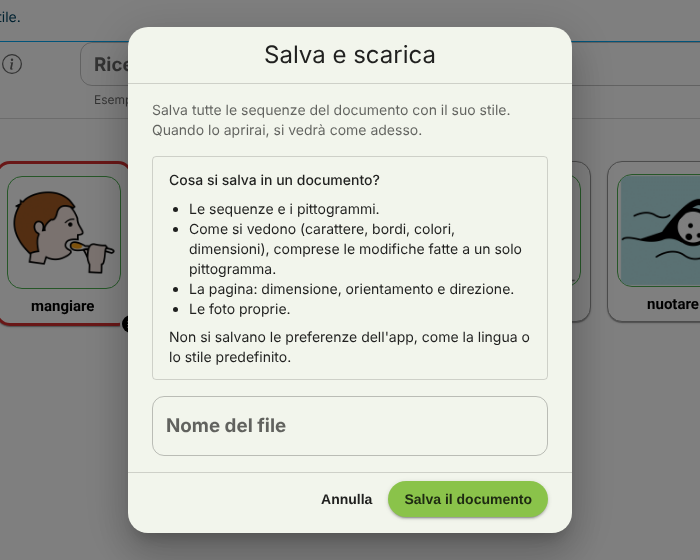 tile.
Salva e scarica
Rice
Esemp
Salva tutte le sequenze del documento con il suo stile.
Quando lo aprirai, si vedrà come adesso.
Cosa si salva in un documento?
Le sequenze e i pittogrammi.
Come si vedono (carattere, bordi, colori,
dimensioni), comprese le modifiche fatte a un solo
pittogramma.
La pagina: dimensione, orientamento e direzione.
Le foto proprie.
Non si salvano le preferenze dell'app, come la lingua o
lo stile predefinito.
mangiare
nuotare
Nome del file
Annulla
Salva il documento